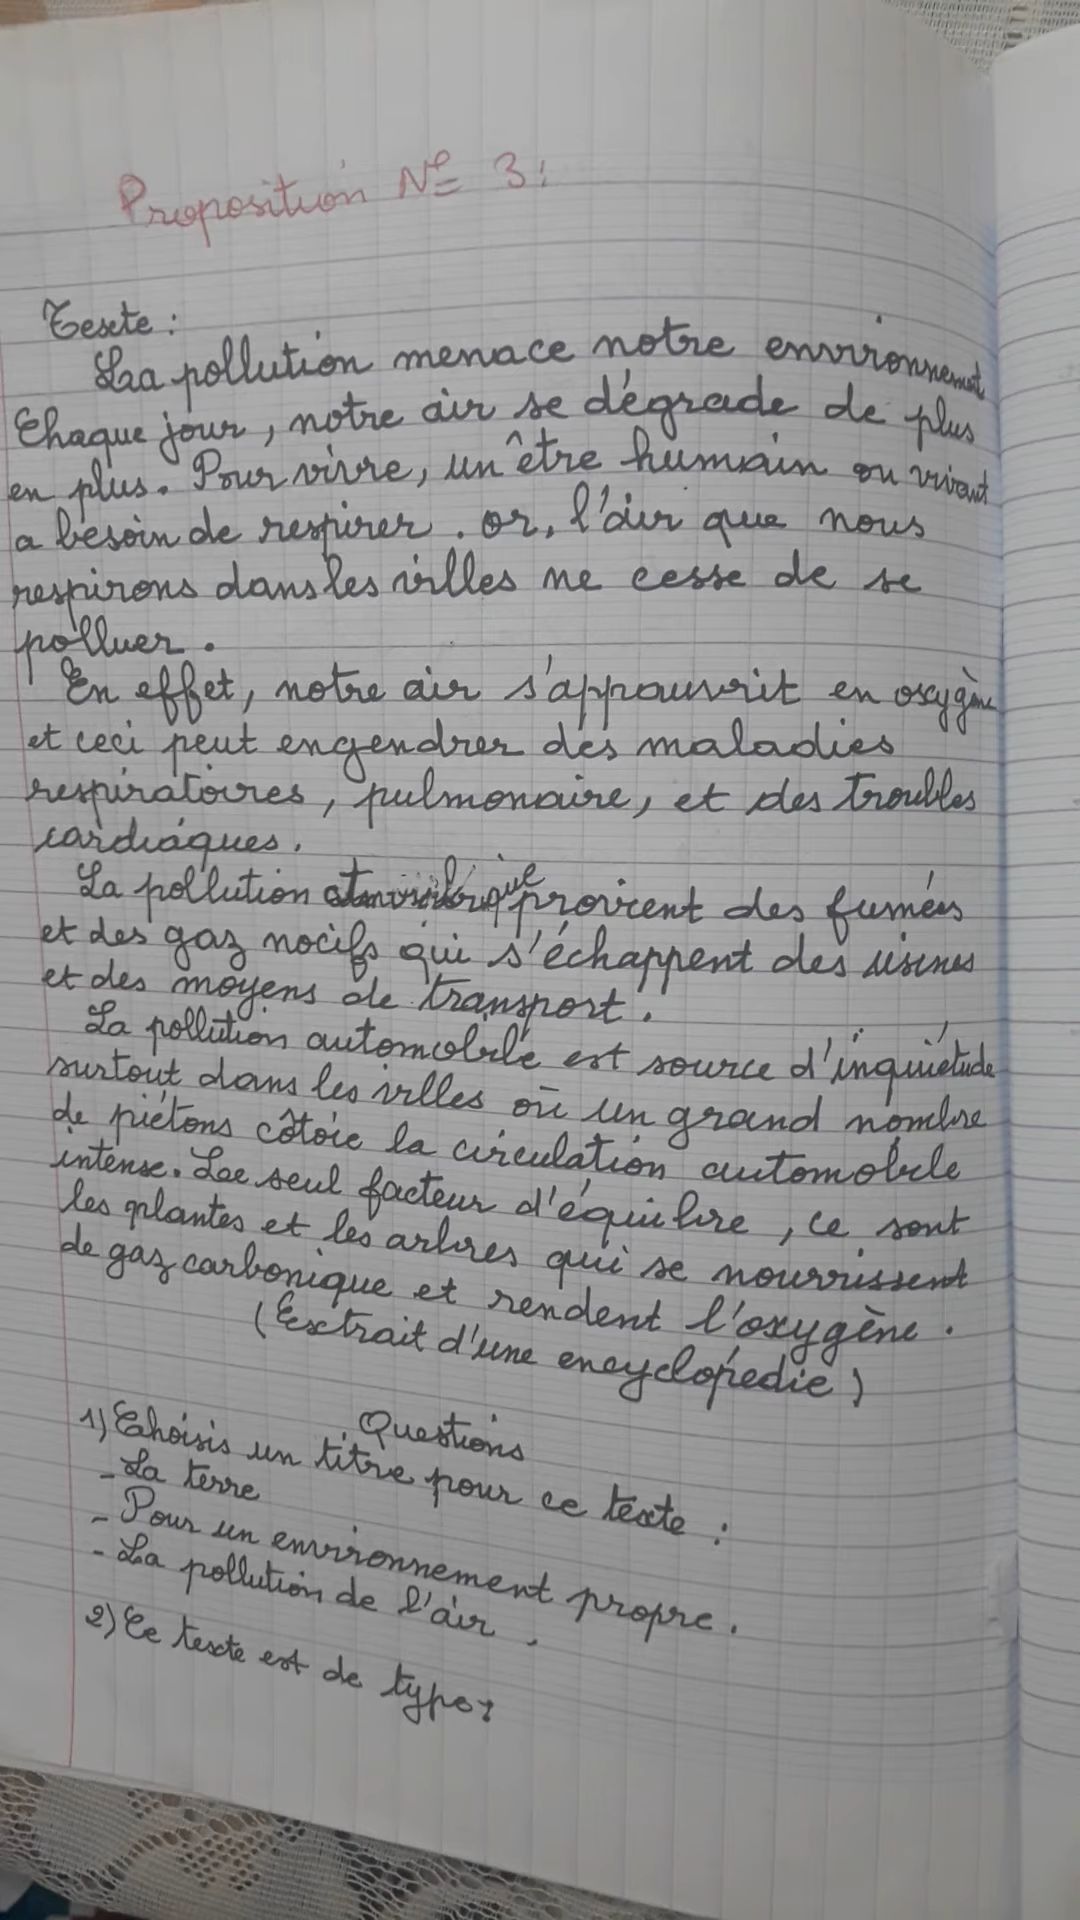 Proposition N° 3:
Texte :
La pollution menace notre environnement
Chaque jour, notre air se dégrade de plus
en plus. Pour vivre, un être humain ou vivant
a besoin de respirer. or, l'air que nous
respirons dans les villes ne cesse de se
polluer.
En effet, notre air s'appauvrit en oxygène
et ceci peut engendrer des maladies
respiratoires, pulmonaire, et des troubles
cardiaques.
La pollution provient des fumées
et des gaz nocifs qui s'échappent des usines
et des moyens de transport.
La pollution automobile est source d'inquiétude
surtout dans les villes où un grand nombre
de piétons côtoie la circulation automobile
intense. Le seul facteur d'équilibre, ce sont
les plantes et les arbres qui se nourrissent
de gaz carbonique et rendent l'oxygène.
(Extrait d'une encyclopédie)
Questions
1) Choisis un titre pour ce texte :
- La terre
- Pour un environnement propre.
- La pollution de l'air.
2) Ce texte est de type: